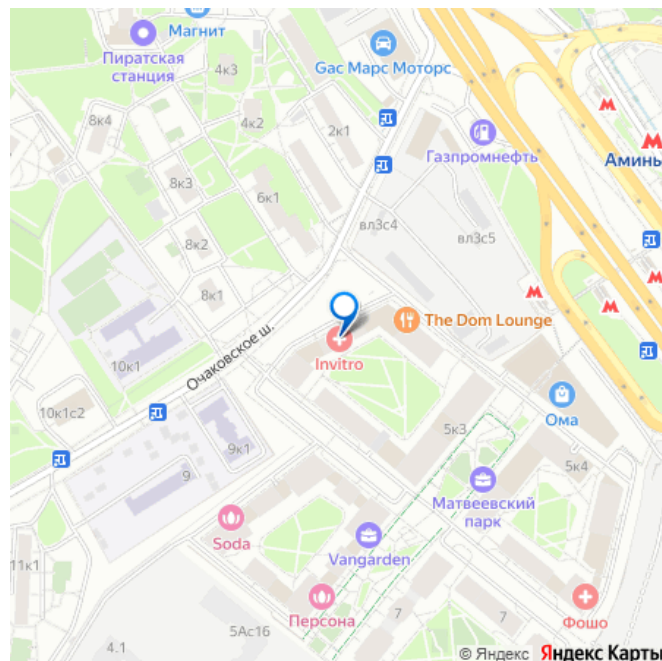 Магнит
Пиратская
станция
4к3
Gac Марс Моторс
8к4
4к2
2к1
Газпромнефть
Аминь
8к3
6к1
вл3с4
вл3с5
8к2
8к1
The Dom Lounge
Очаковское ш.
Invitro
10к1
10к1с2
Ома
9к1
5к3
5к4
9
Матвеевский
парк
Soda
Vangarden
11к1
Персона
Фошо
7
7
5Ас16
4.1
© Яндекс Яндекс Карты